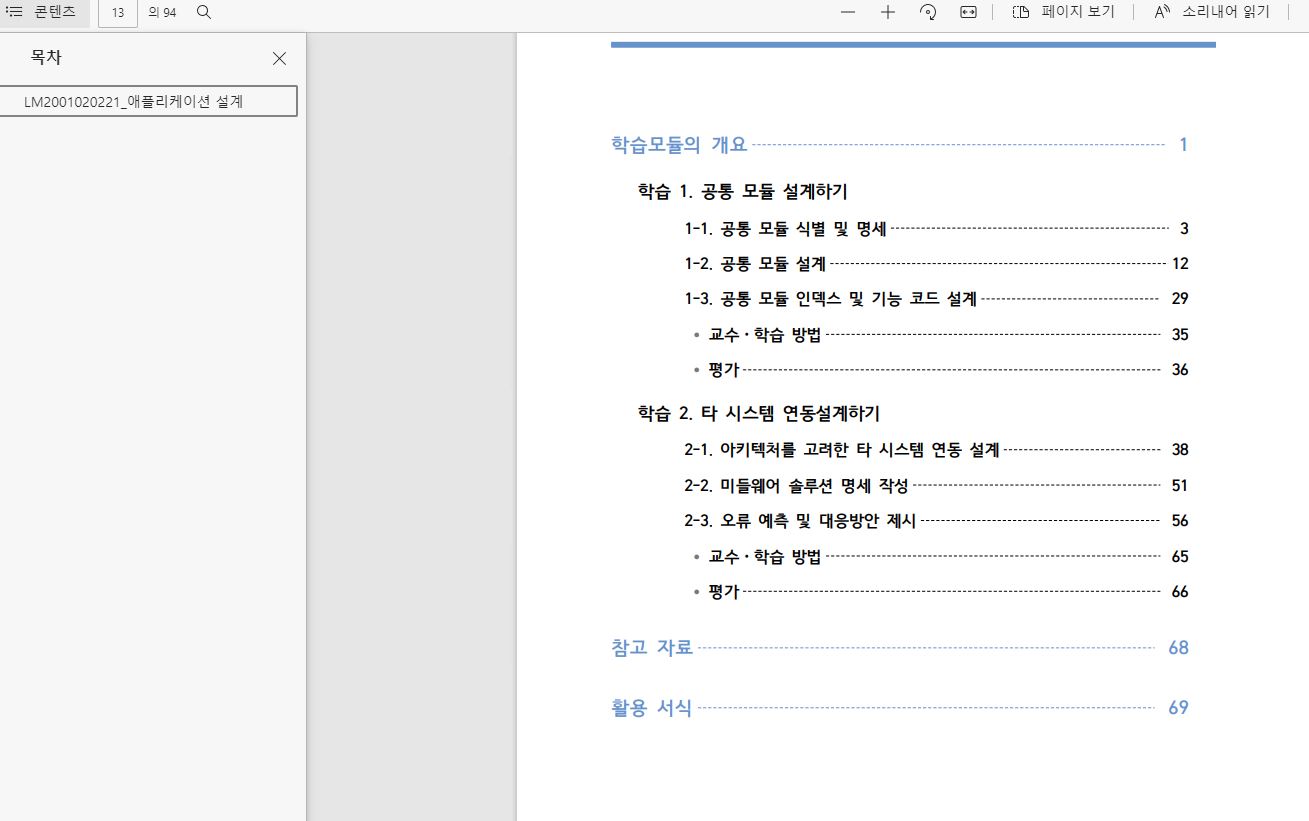 콘텐츠 13 의 94 페이지 보기 소리내어 읽기
목차
LM2001020221_애플리케이션 설계
학습모듈의 개요 1
학습 1. 공통 모듈 설계하기
1-1. 공통 모듈 식별 및 명세 3
1-2. 공통 모듈 설계 12
1-3. 공통 모듈 인덱스 및 기능 코드 설계 29
• 교수·학습 방법 35
• 평가 36
학습 2. 타 시스템 연동설계하기
2-1. 아키텍처를 고려한 타 시스템 연동 설계 38
2-2. 미들웨어 솔루션 명세 작성 51
2-3. 오류 예측 및 대응방안 제시 56
• 교수·학습 방법 65
• 평가 66
참고 자료 68
활용 서식 69